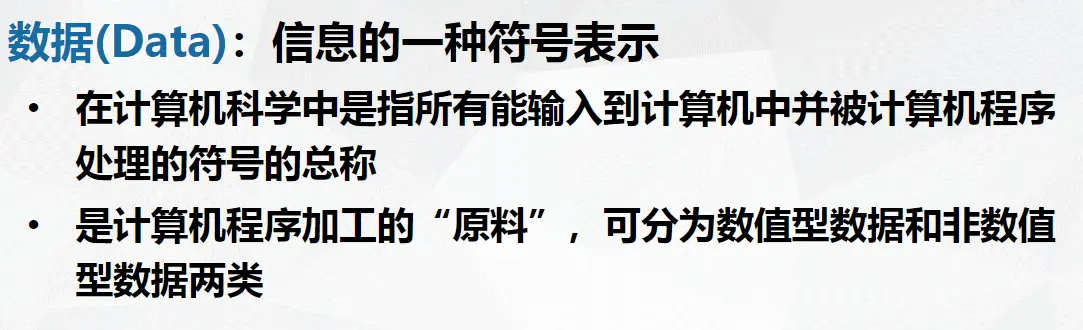 数据(Data)：信息的一种符号表示
• 在计算机科学中是指所有能输入到计算机中并被计算机程序
处理的符号的总称
• 是计算机程序加工的“原料”，可分为数值型数据和非数值
型数据两类